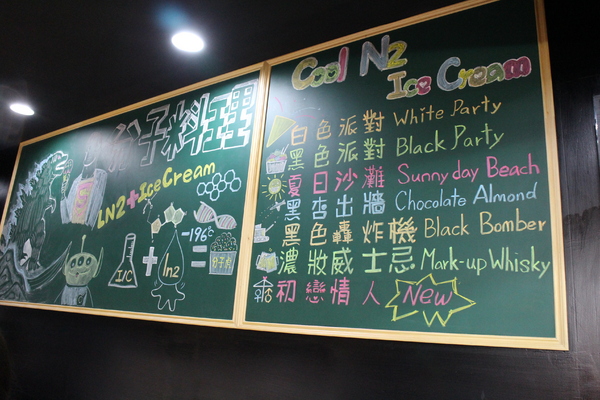 分子料理
LN2+IceCream
-196°c
I/C + ln2 =
Cool N2
Ice Cream
白色派對 White Party
黑色派對 Black Party
夏日沙灘 Sunny day Beach
黑杏出牆 Chocolate Almond
黑色轟炸機 Black Bomber
濃妝威士忌 Mark-up Whisky
初戀情人 New